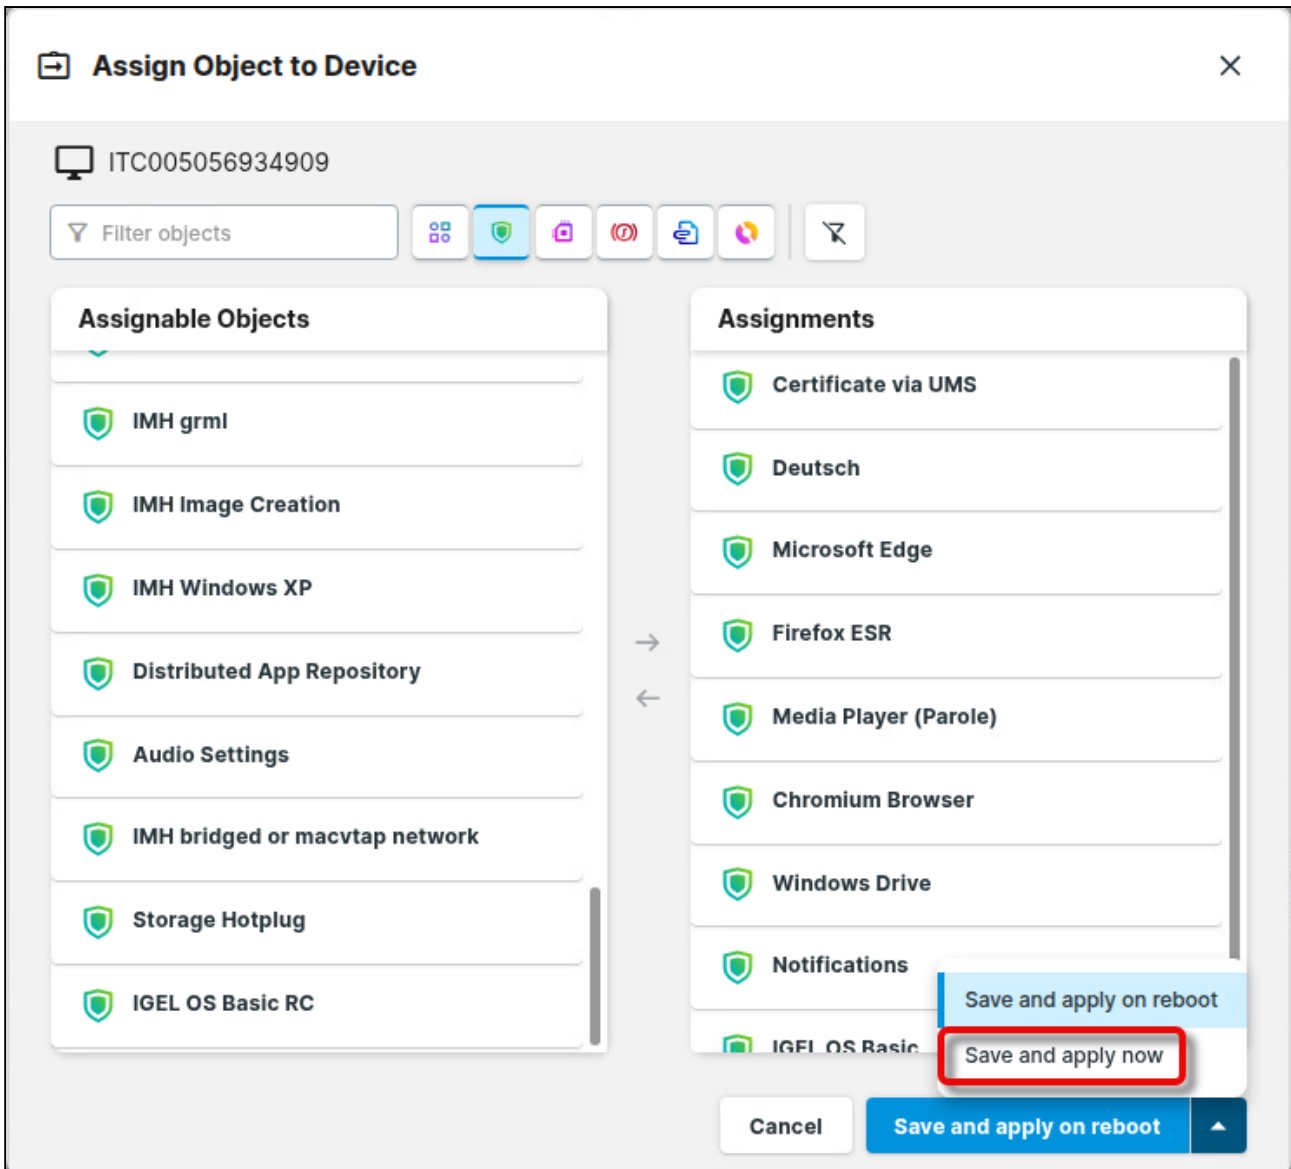 Assign Object to Device
ITC005056934909
Filter objects
Assignable Objects
IMH grml
IMH Image Creation
IMH Windows XP
Distributed App Repository
Audio Settings
IMH bridged or macvtap network
Storage Hotplug
IGEL OS Basic RC
Assignments
Certificate via UMS
Deutsch
Microsoft Edge
Firefox ESR
Media Player (Parole)
Chromium Browser
Windows Drive
Notifications
IGEL OS Basic
Save and apply on reboot
Save and apply now
Cancel
Save and apply on reboot